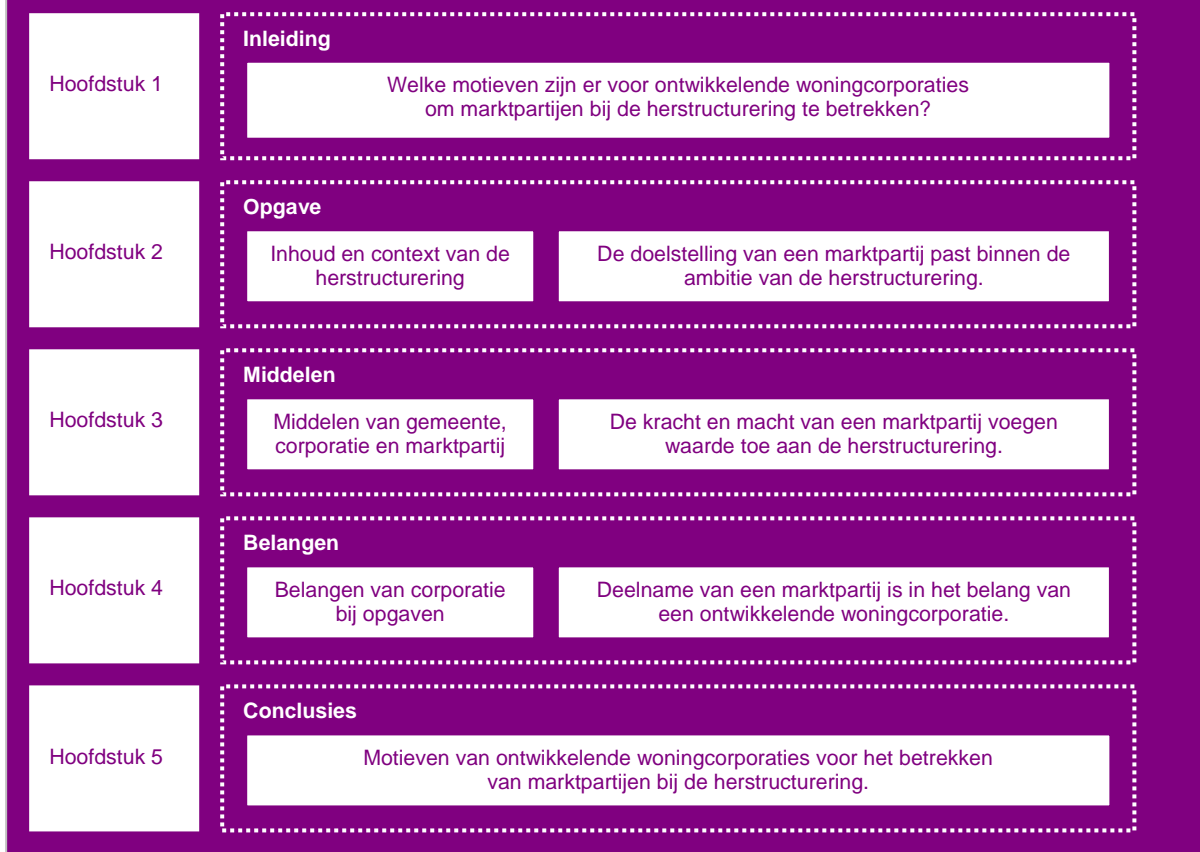 Hoofdstuk 1
Inleiding
Welke motieven zijn er voor ontwikkelende woningcorporaties
om marktpartijen bij de herstructurering te betrekken?
Hoofdstuk 2
Opgave
Inhoud en context van de
herstructurering
De doelstelling van een marktpartij past binnen de
ambitie van de herstructurering.
Hoofdstuk 3
Middelen
Middelen van gemeente,
corporatie en marktpartij
De kracht en macht van een marktpartij voegen
waarde toe aan de herstructurering.
Hoofdstuk 4
Belangen
Belangen van corporatie
bij opgaven
Deelname van een marktpartij is in het belang van
een ontwikkelende woningcorporatie.
Hoofdstuk 5
Conclusies
Motieven van ontwikkelende woningcorporaties voor het betrekken
van marktpartijen bij de herstructurering.